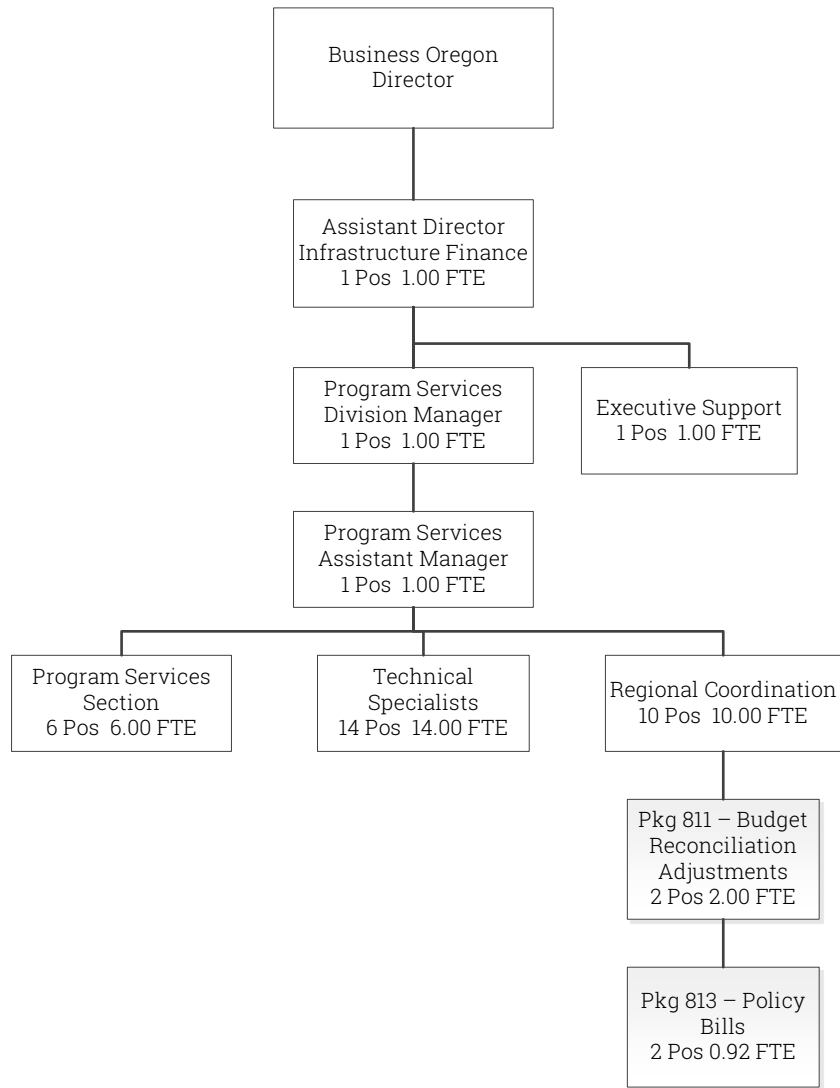 Business Oregon
Director
Assistant Director
Infrastructure Finance
1 Pos  1.00 FTE
Program Services
Division Manager
1 Pos  1.00 FTE
Executive Support
1 Pos  1.00 FTE
Program Services
Assistant Manager
1 Pos  1.00 FTE
Program Services
Section
6 Pos  6.00 FTE
Technical
Specialists
14 Pos  14.00 FTE
Regional Coordination
10 Pos  10.00 FTE
Pkg 811 – Budget
Reconciliation
Adjustments
2 Pos 2.00 FTE
Pkg 813 – Policy
Bills
2 Pos 0.92 FTE